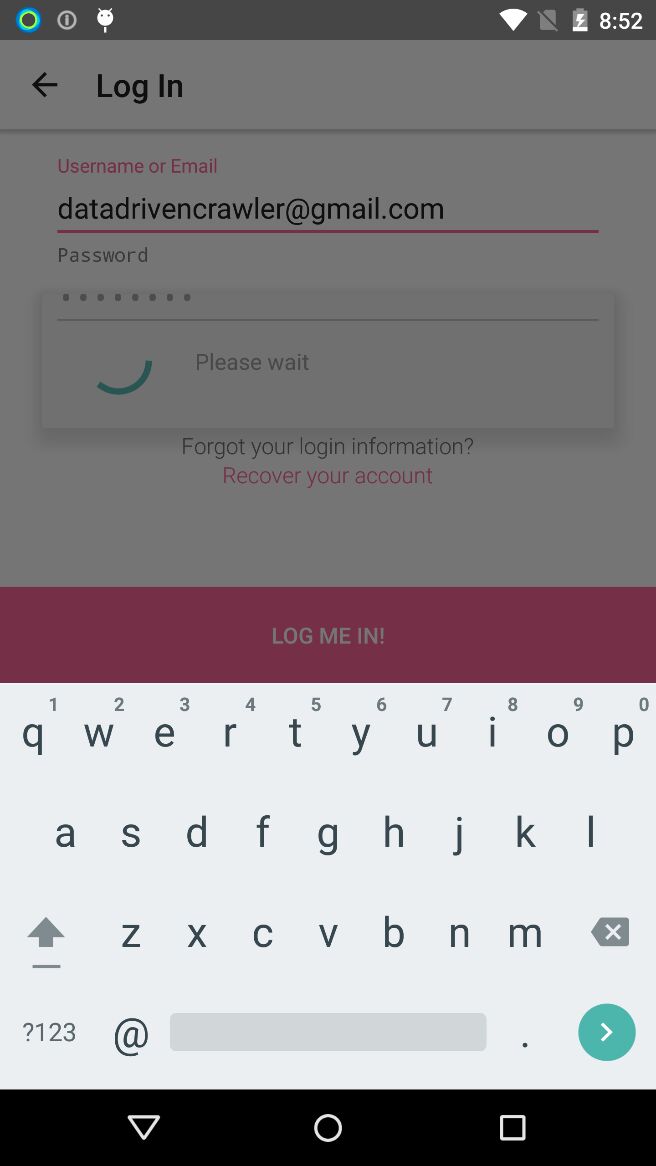 8:52
Log In
Username or Email
datadrivencrawler@gmail.com
Password
Please wait
Forgot your login information?
Recover your account
LOG ME IN!
1 2 3 4 5 6 7 8 9 0
q w e r t y u i o p
a s d f g h j k l
z x c v b n m
?123 @ .